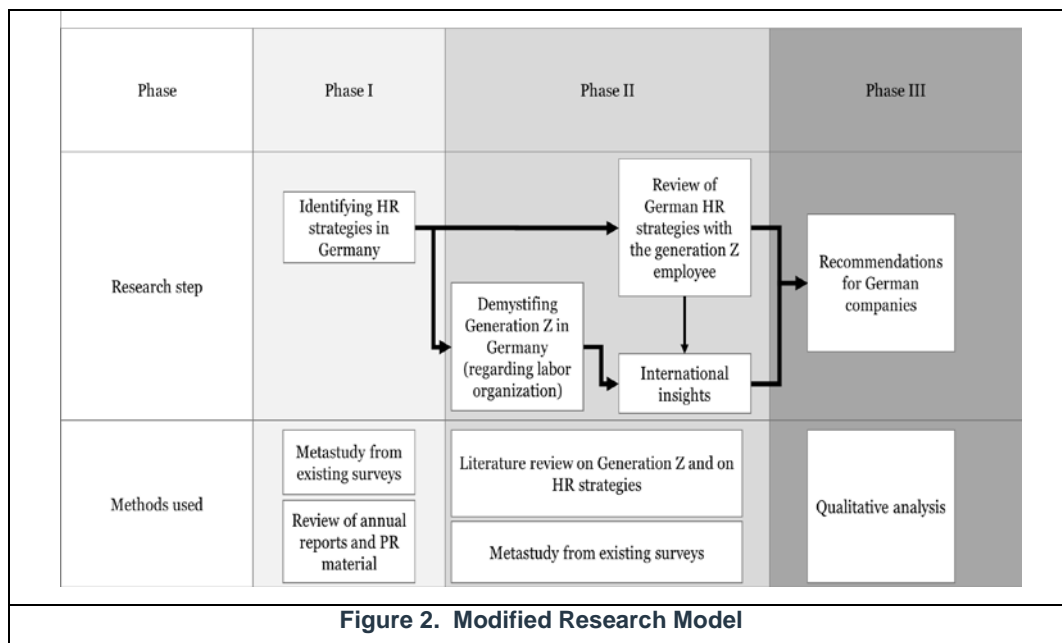 Phase
Phase I
Phase II
Phase III
Research step
Identifying HR
strategies in
Germany
Demystifing
Generation Z in
Germany
(regarding labor
organization)
Review of
German HR
strategies with
the generation Z
employee
International
insights
Recommendations
for German
companies
Methods used
Metastudy from
existing surveys
Review of annual
reports and PR
material
Literature review on Generation Z and on
HR strategies
Metastudy from existing surveys
Qualitative analysis
Figure 2. Modified Research Model